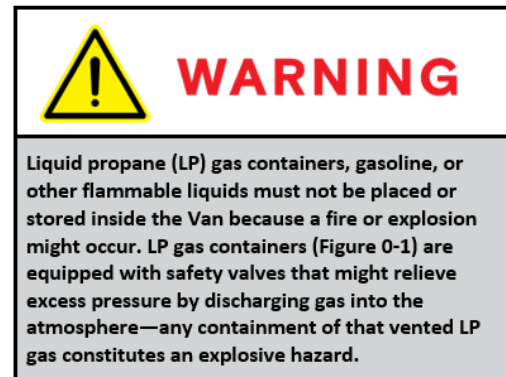 WARNING
Liquid propane (LP) gas containers, gasoline, or
other flammable liquids must not be placed or
stored inside the Van because a fire or explosion
might occur. LP gas containers (Figure 0-1) are
equipped with safety valves that might relieve
excess pressure by discharging gas into the
atmosphere—any containment of that vented LP
gas constitutes an explosive hazard.